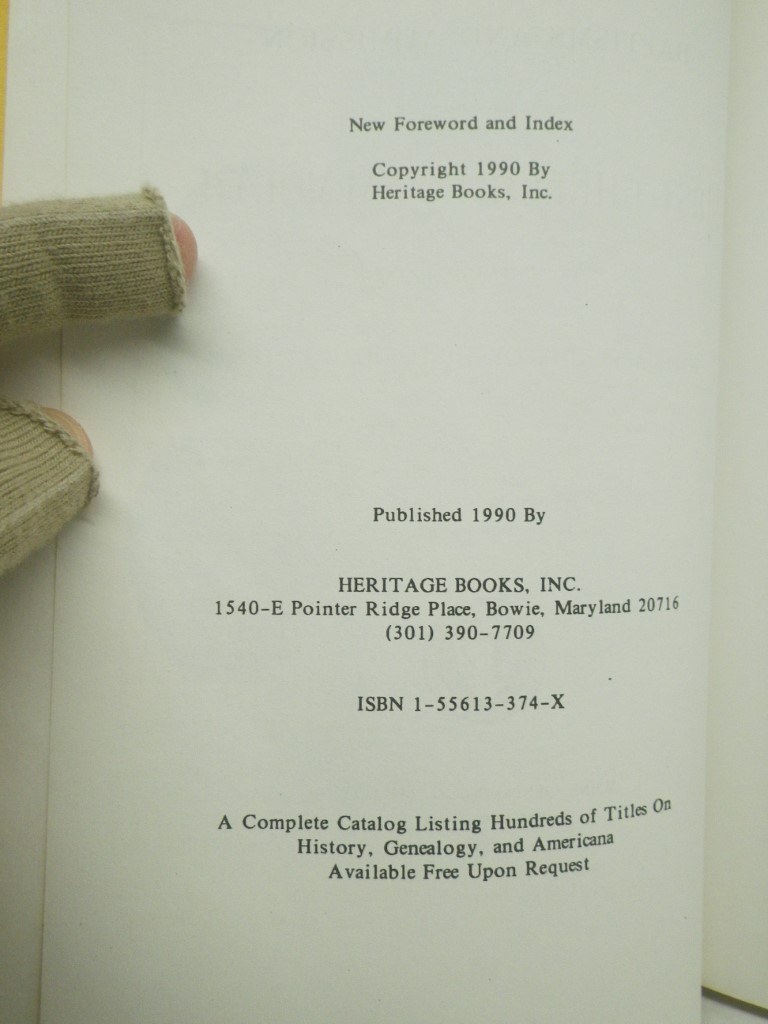 New Foreword and Index
Copyright 1990 By
Heritage Books, Inc.
Published 1990 By
HERITAGE BOOKS, INC.
1540-E Pointer Ridge Place, Bowie, Maryland 20716
(301) 390-7709
ISBN 1-55613-374-X
A Complete Catalog Listing Hundreds of Titles On
History, Genealogy, and Americana
Available Free Upon Request